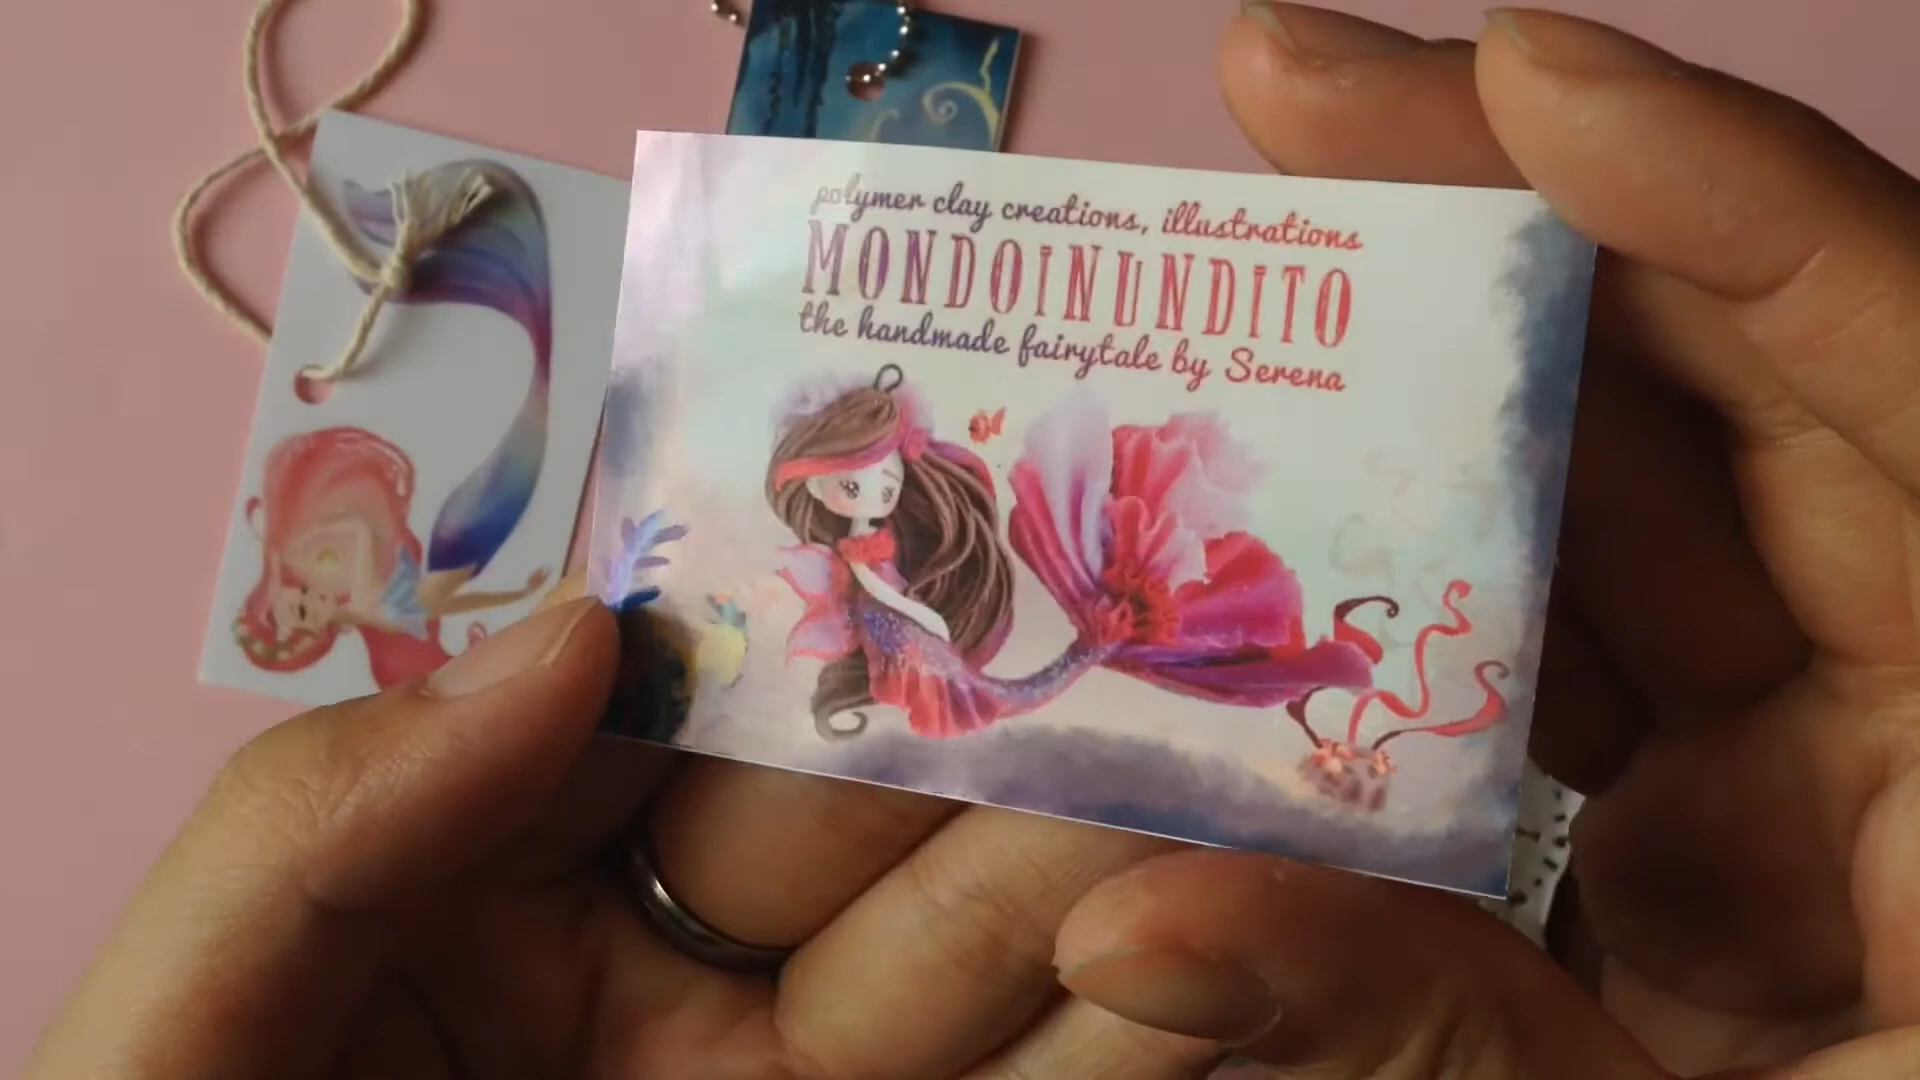 polymer clay creations, illustrations
MONDOiNUNDiTO
the handmade fairytale by Serena